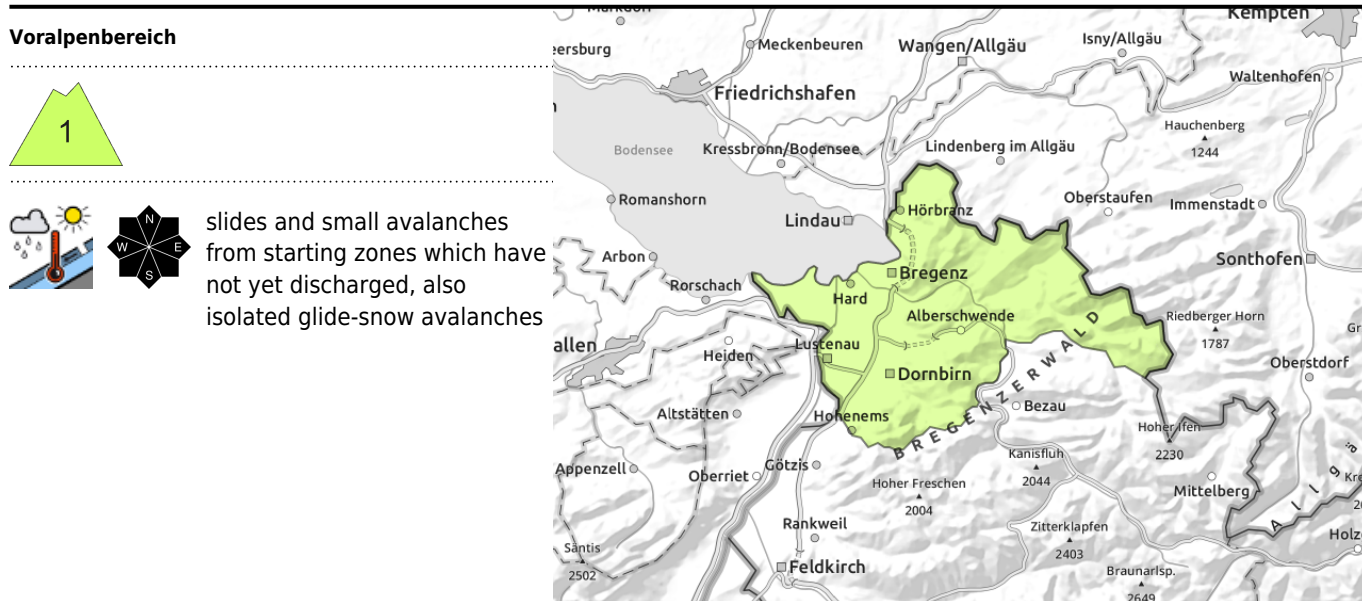 Voralpenbereich
1
N
W E
S
slides and small avalanches
from starting zones which have
not yet discharged, also
isolated glide-snow avalanches
Kempten
Meckenbeuren
Wangen/Allgäu
Isny/Allgäu
eersburg
Waltenhofen
Friedrichshafen
Hauchenberg
1244
Bodensee
Kressbronn/Bodensee
Lindenberg im Allgäu
Romanshorn
Oberstaufen
Immenstadt
Lindau
Hörbranz
Arbon
Sonthofen
Bregenz
Rorschach
Hard
Alberschwende
Riedberger Horn
1787
allen
Heiden
Lustenau
Oberstdorf
Dornbirn
Altstätten
Hohenems
Bezau
BREGENZERWALD
Hoher Ifen
2230
Appenzell
Oberriet
Götzis
Kanisfluh
2044
Hoher Freschen
2004
Mittelberg
Allgä
Rankweil
Zitterklapfen
2403
Säntis
2502
Feldkirch
Braunarlsp.
2649